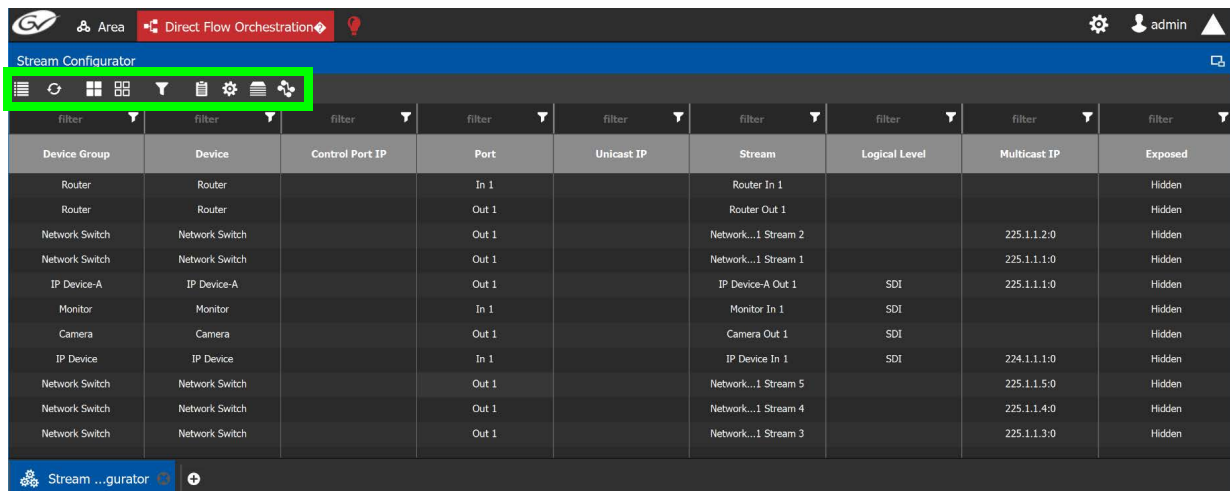 GV Area Direct Flow Orchestration� admin
Stream Configurator
filter filter filter filter filter filter filter filter filter
Device Group Device Control Port IP Port Unicast IP Stream Logical Level Multicast IP Exposed
Router Router In 1 Router In 1 Hidden
Router Router Out 1 Router Out 1 Hidden
Network Switch Network Switch Out 1 Network...1 Stream 2 225.1.1.2:0 Hidden
Network Switch Network Switch Out 1 Network...1 Stream 1 225.1.1.1:0 Hidden
IP Device-A IP Device-A Out 1 IP Device-A Out 1 SDI 225.1.1.1:0 Hidden
Monitor Monitor In 1 Monitor In 1 SDI Hidden
Camera Camera Out 1 Camera Out 1 SDI Hidden
IP Device IP Device In 1 IP Device In 1 SDI 224.1.1.1:0 Hidden
Network Switch Network Switch Out 1 Network...1 Stream 5 225.1.1.5:0 Hidden
Network Switch Network Switch Out 1 Network...1 Stream 4 225.1.1.4:0 Hidden
Network Switch Network Switch Out 1 Network...1 Stream 3 225.1.1.3:0 Hidden
Stream ...gurator